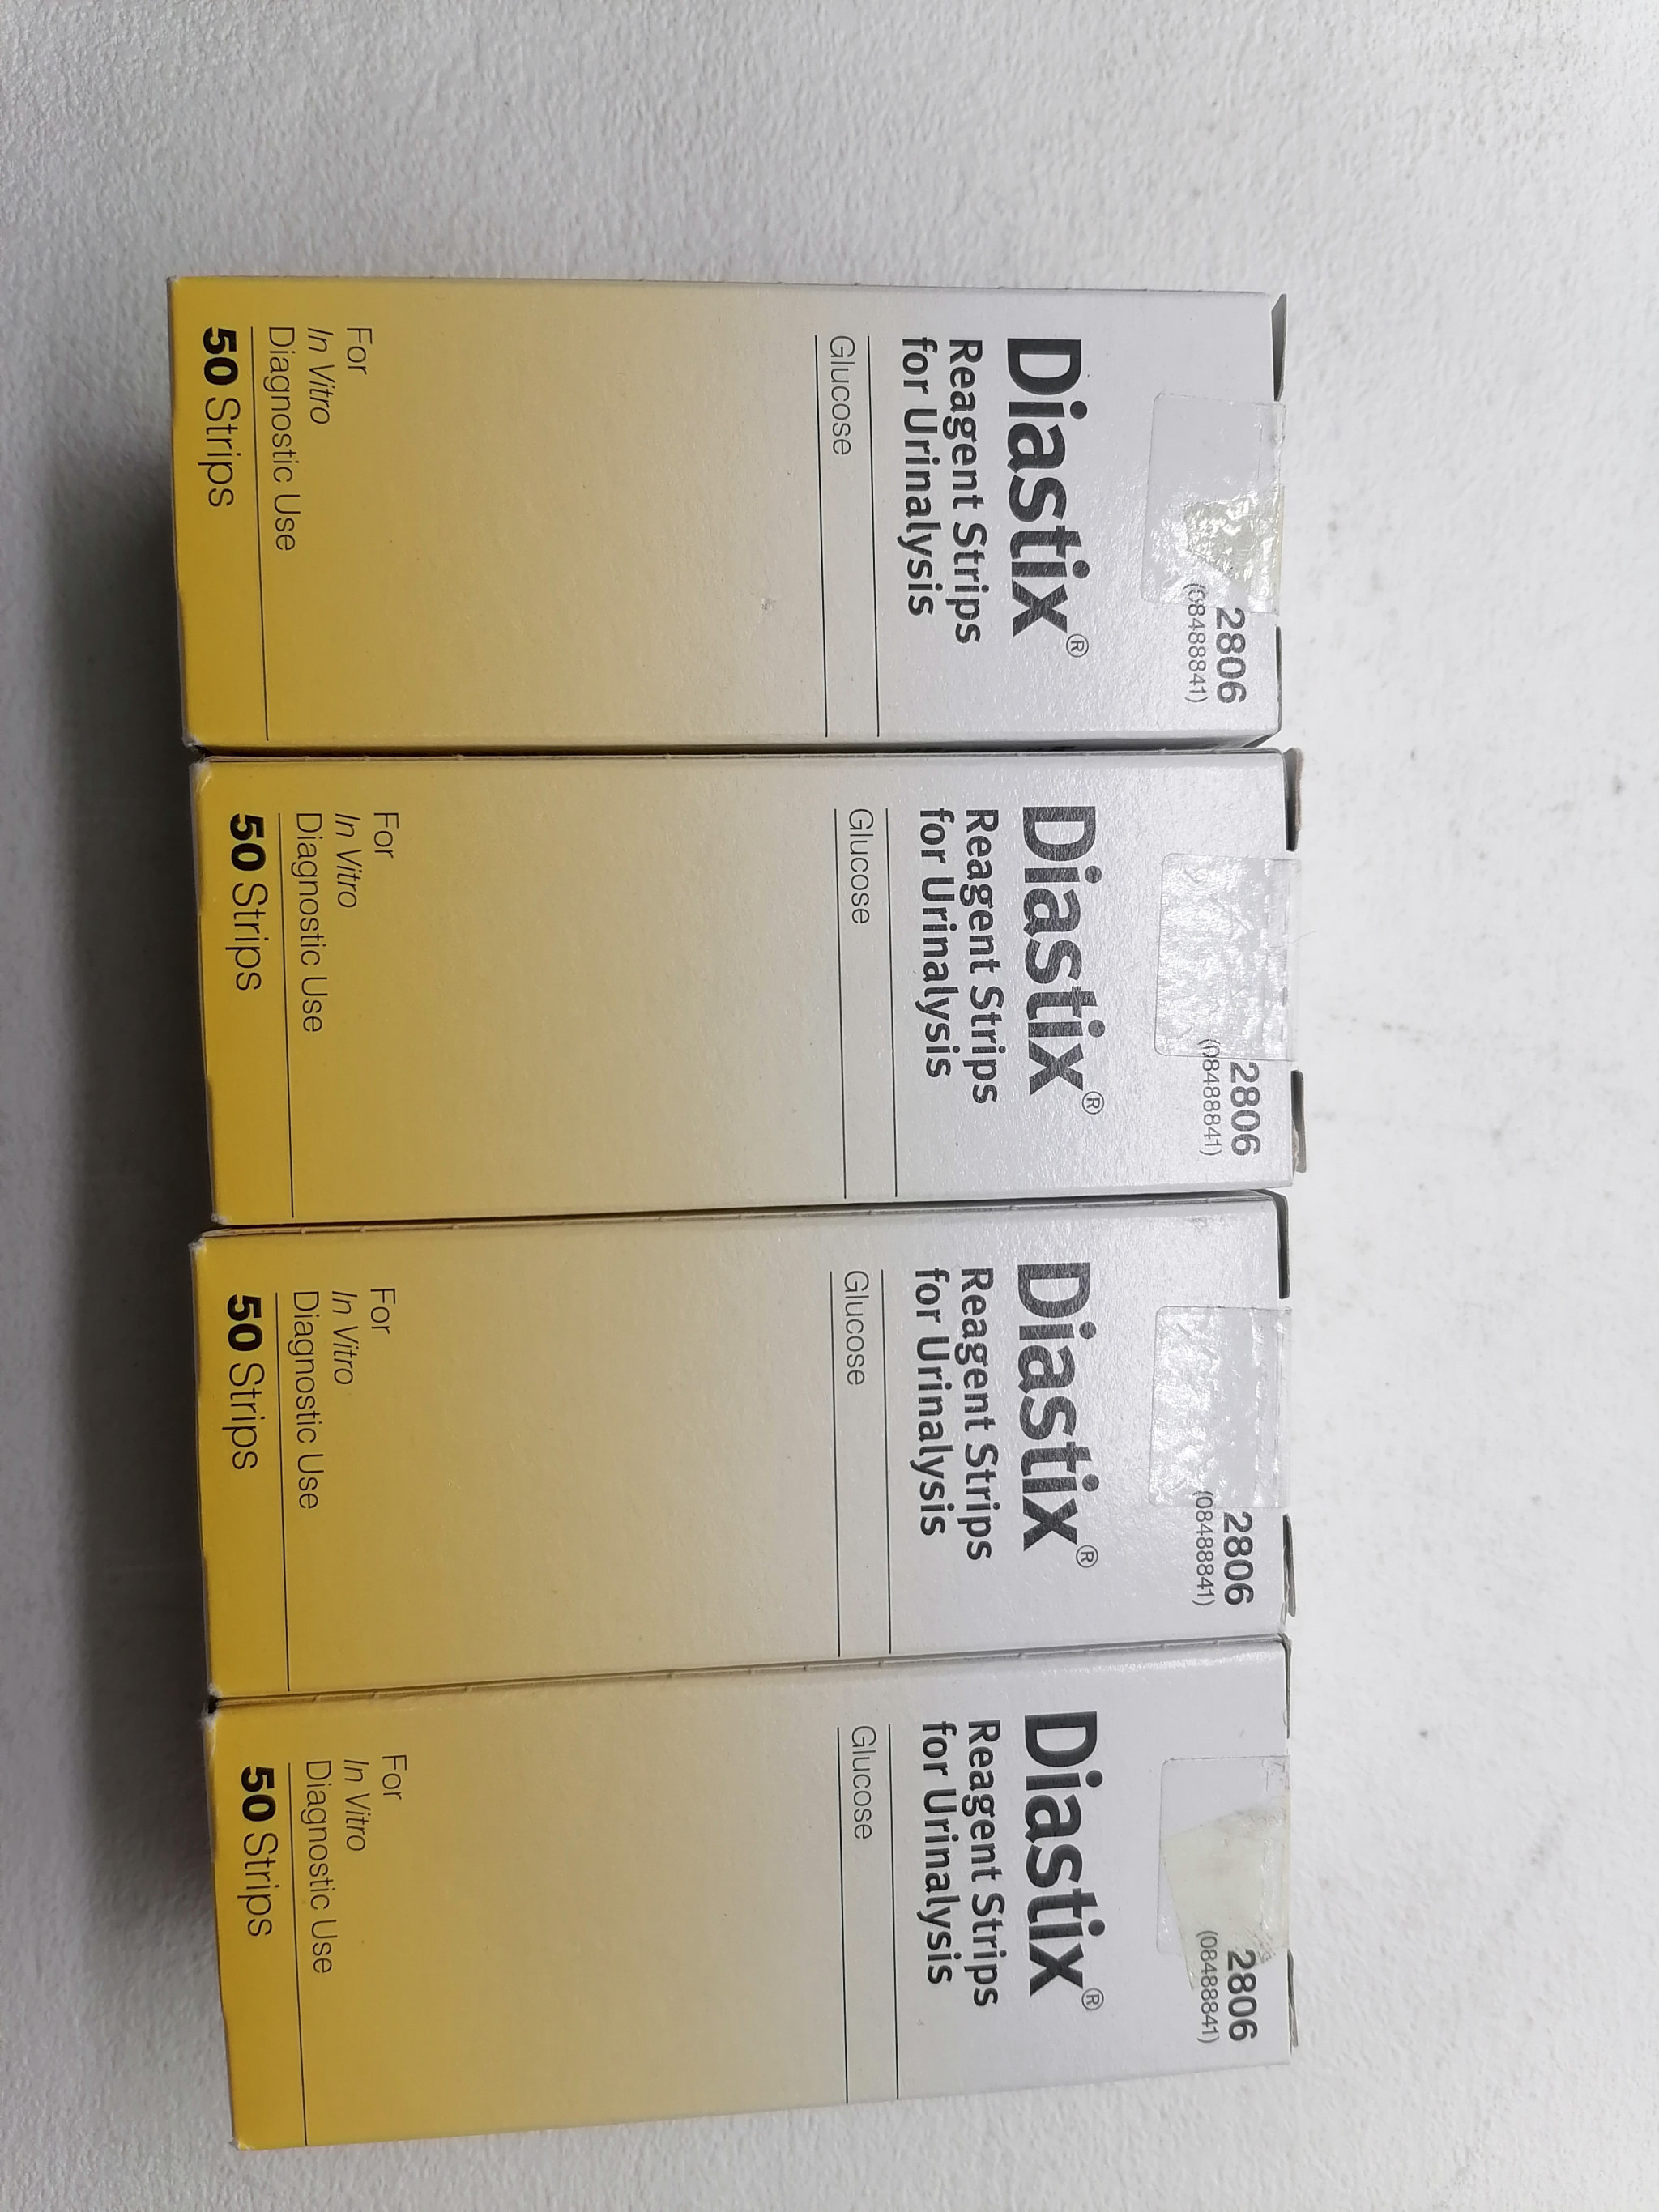 2806
(08488841)
Diastix®
Reagent Strips
for Urinalysis
Glucose
For
In Vitro
Diagnostic Use
50 Strips
2806
(08488841)
Diastix®
Reagent Strips
for Urinalysis
Glucose
For
In Vitro
Diagnostic Use
50 Strips
2806
(08488841)
Diastix®
Reagent Strips
for Urinalysis
Glucose
For
In Vitro
Diagnostic Use
50 Strips
2806
(08488841)
Diastix®
Reagent Strips
for Urinalysis
Glucose
For
In Vitro
Diagnostic Use
50 Strips